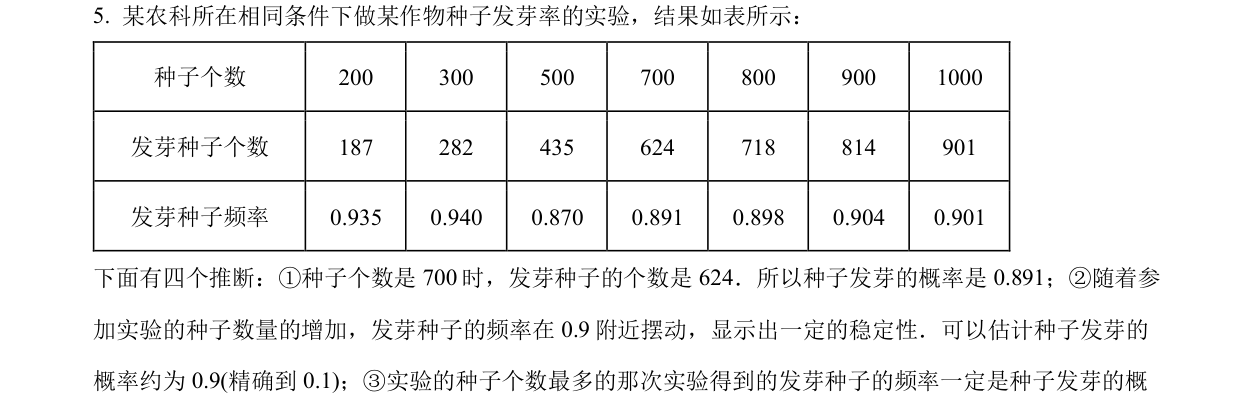 5. 某农科所在相同条件下做某作物种子发芽率的实验，结果如表所示：
种子个数 200 300 500 700 800 900 1000
发芽种子个数 187 282 435 624 718 814 901
发芽种子频率 0.935 0.940 0.870 0.891 0.898 0.904 0.901
下面有四个推断：①种子个数是 700 时，发芽种子的个数是 624．所以种子发芽的概率是 0.891；②随着参
加实验的种子数量的增加，发芽种子的频率在 0.9 附近摆动，显示出一定的稳定性．可以估计种子发芽的
概率约为 0.9(精确到 0.1)；③实验的种子个数最多的那次实验得到的发芽种子的频率一定是种子发芽的概